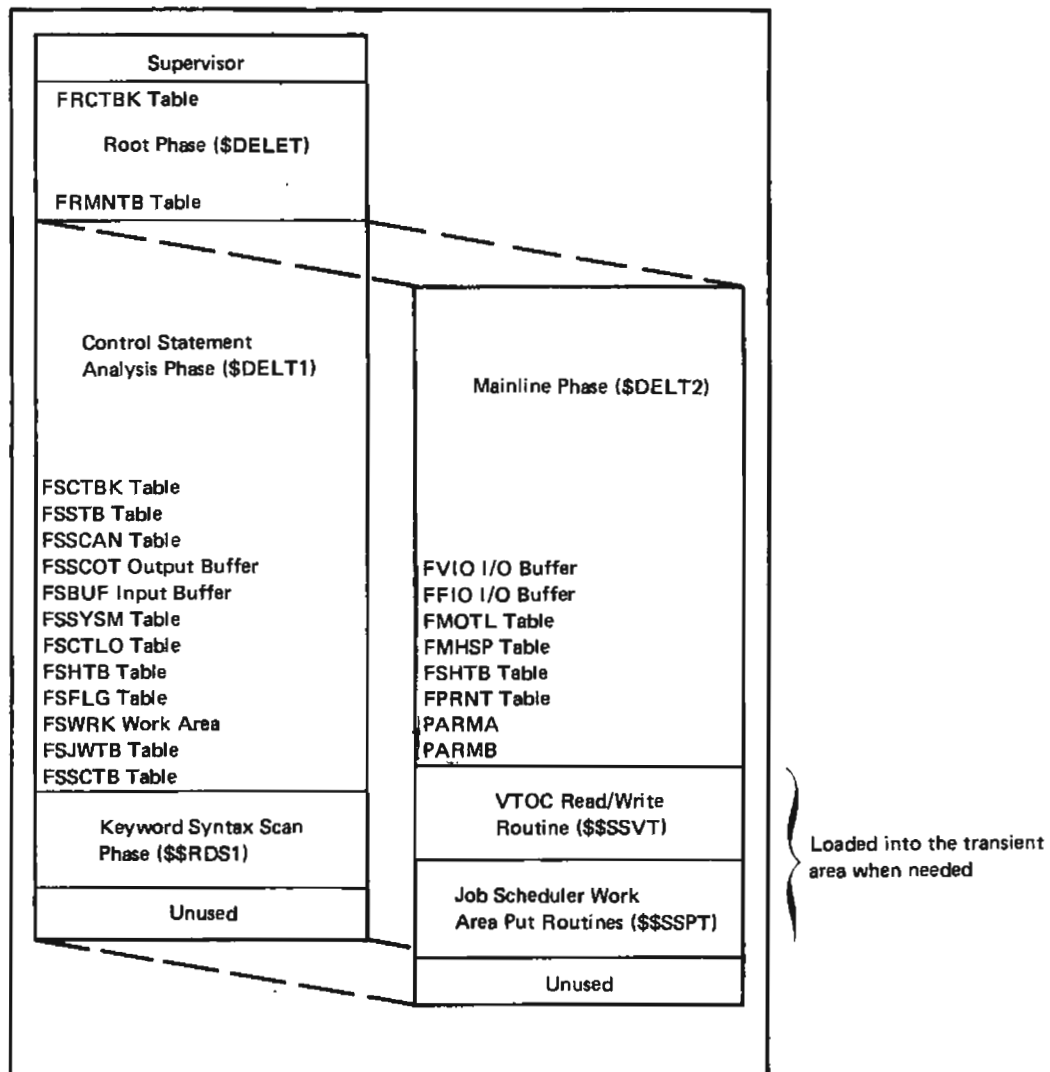 Supervisor
FRCTBK Table
Root Phase ($DELET)
FRMNTB Table
Control Statement
Analysis Phase ($DELT1)
FSCTBK Table
FSSTB Table
FSSCAN Table
FSSCOT Output Buffer
FSBUF Input Buffer
FSSYSM Table
FSCTLO Table
FSHTB Table
FSFLG Table
FSWRK Work Area
FSJWTB Table
FSSCTB Table
Keyword Syntax Scan
Phase ($$RDS1)
Unused
Mainline Phase ($DELT2)
FVIO I/O Buffer
FFIO I/O Buffer
FMOTL Table
FMHSP Table
FSHTB Table
FPRNT Table
PARMA
PARMB
VTOC Read/Write
Routine ($$SSVT)
Job Scheduler Work
Area Put Routines ($$SSPT)
Unused
Loaded into the transient
area when needed